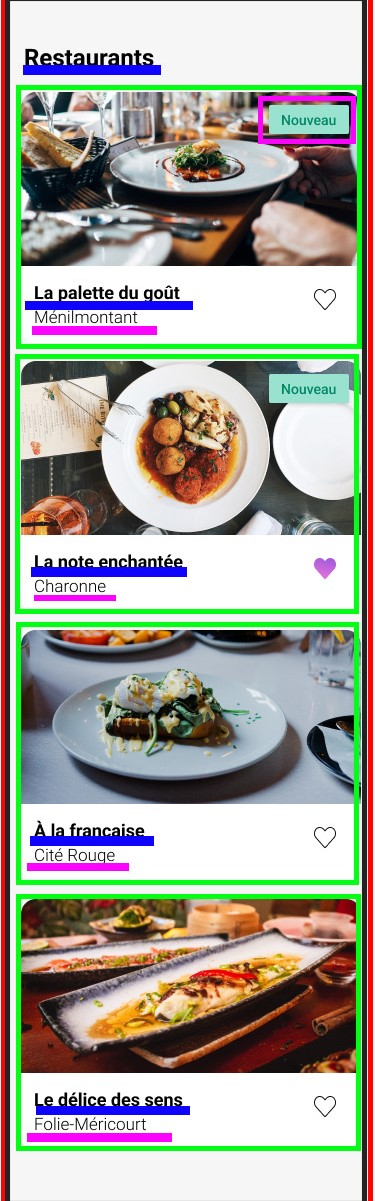 Restaurants
Nouveau
La palette du goût
Ménilmontant
Nouveau
La note enchantée
Charonne
À la française
Cité Rouge
Le délice des sens
Folie-Méricourt